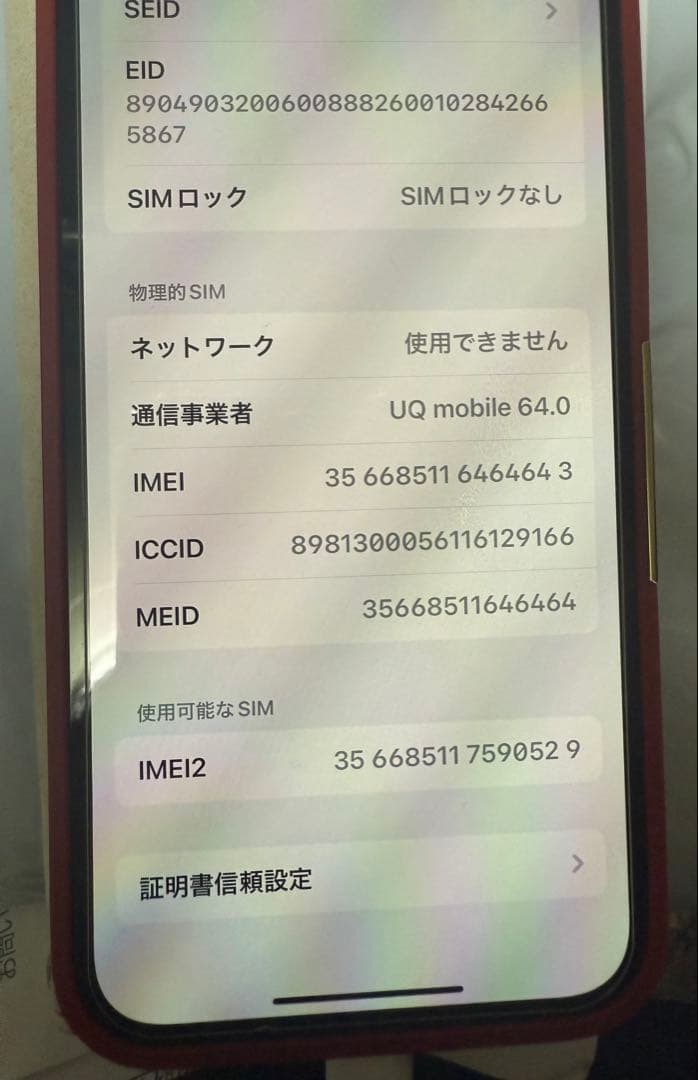 SEID
EID
8904903200600888260010284266
5867
SIMロック
SIMロックなし
物理的SIM
ネットワーク
使用できません
通信事業者
UQ mobile 64.0
IMEI
35 668511 646464 3
ICCID
8981300056116129166
MEID
35668511646464
使用可能なSIM
IMEI2
35 668511 759052 9
証明書信頼設定